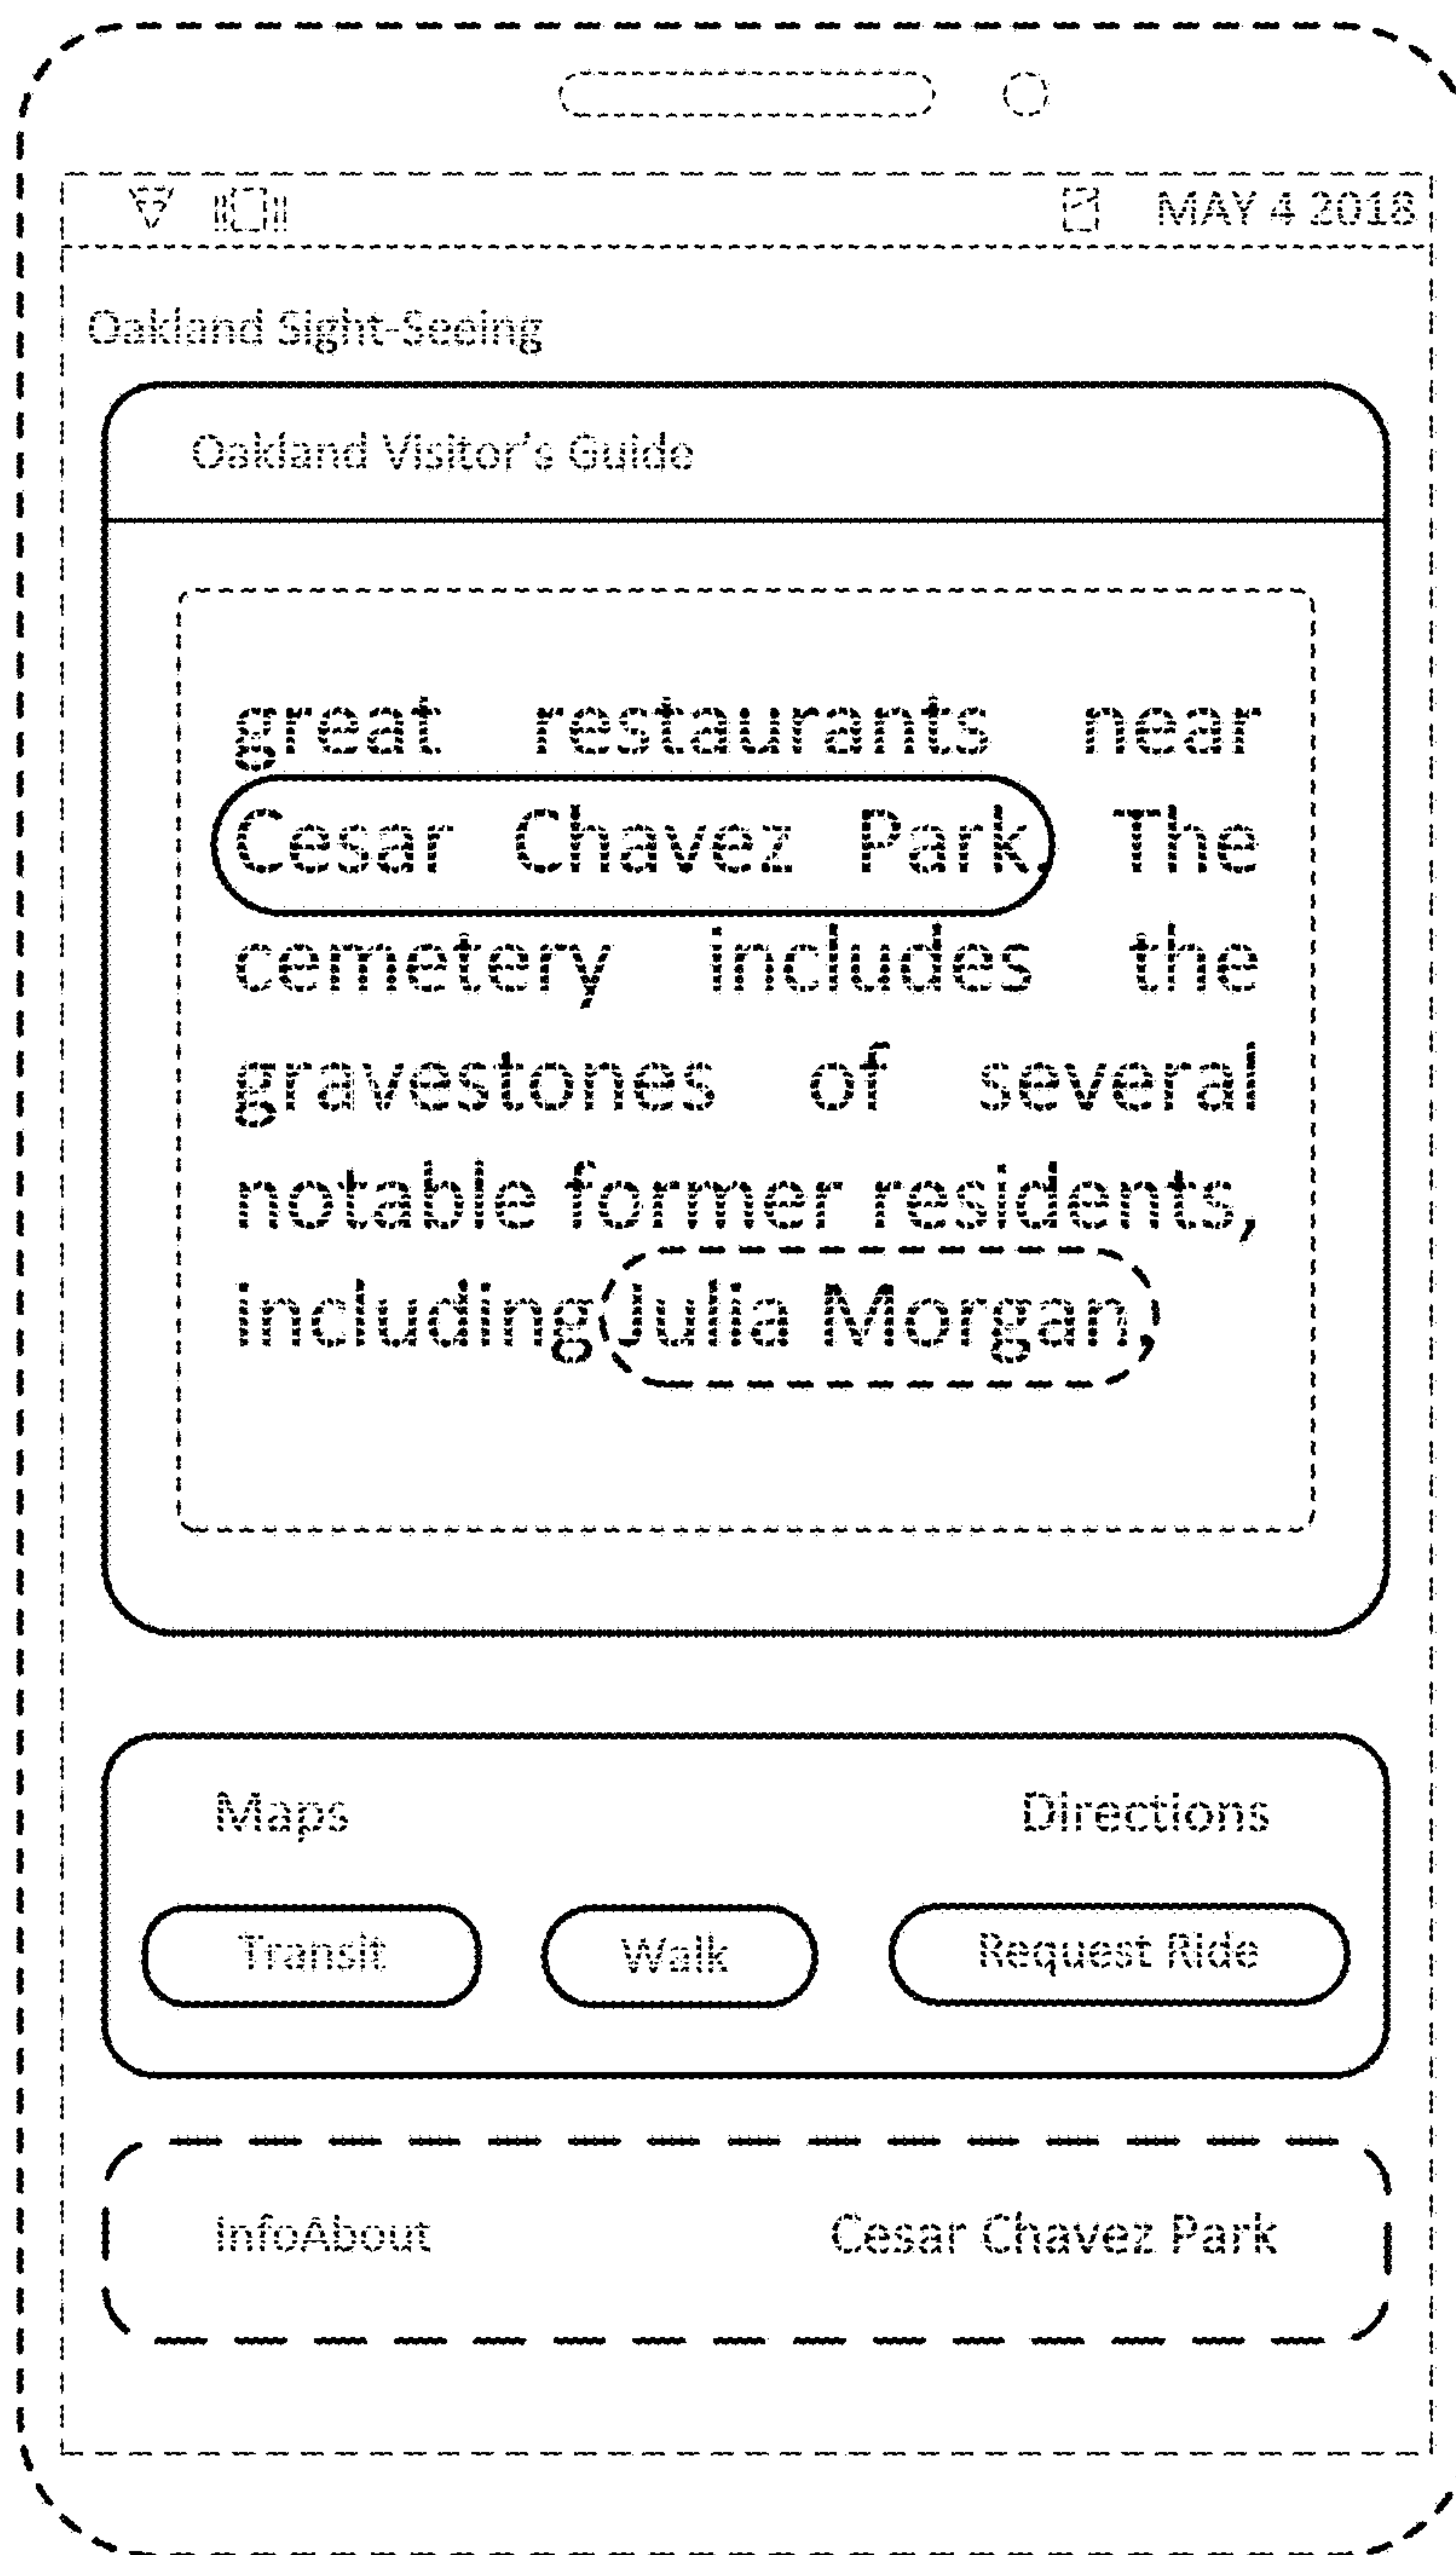 MAY 4 2018
Oakland Sight-Seeing
Oakland Visitor's Guide
great restaurants near
Cesar Chavez Park. The
cemetery includes the
gravestones of several
notable former residents,
including Julia Morgan,
Maps Directions
Transit Walk Request Ride
InfoAbout Cesar Chavez Park